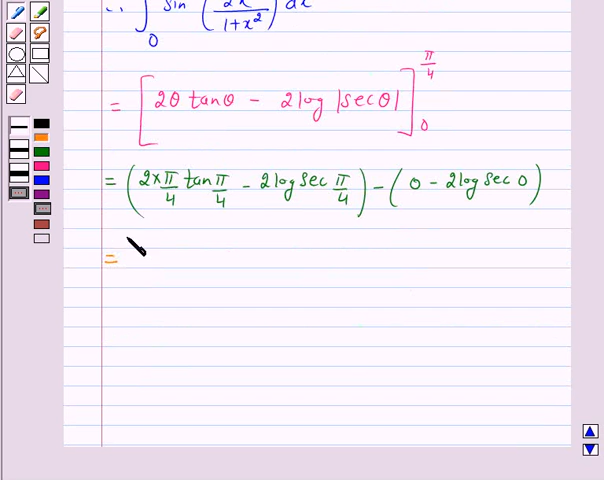 ∴ ∫₀ sin (2x/(1+x²)) dx
= [2θ tanθ - 2log |secθ|]₀^(π/4)
= (2×π/4 tan π/4 - 2log sec π/4) - (0 - 2log sec 0)
=